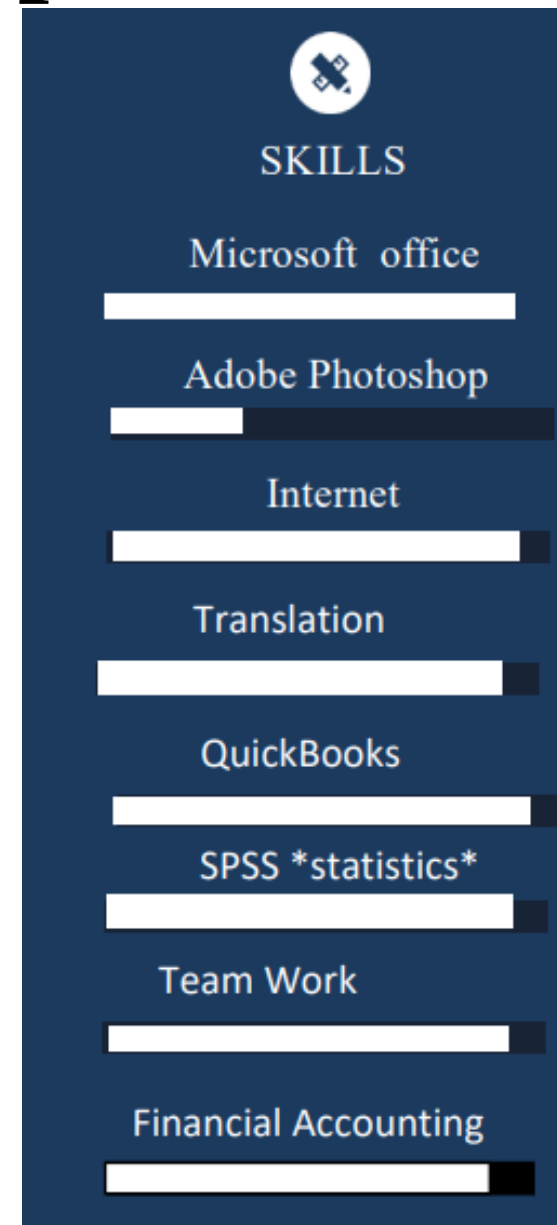 SKILLS
Microsoft office
Adobe Photoshop
Internet
Translation
QuickBooks
SPSS *statistics*
Team Work
Financial Accounting